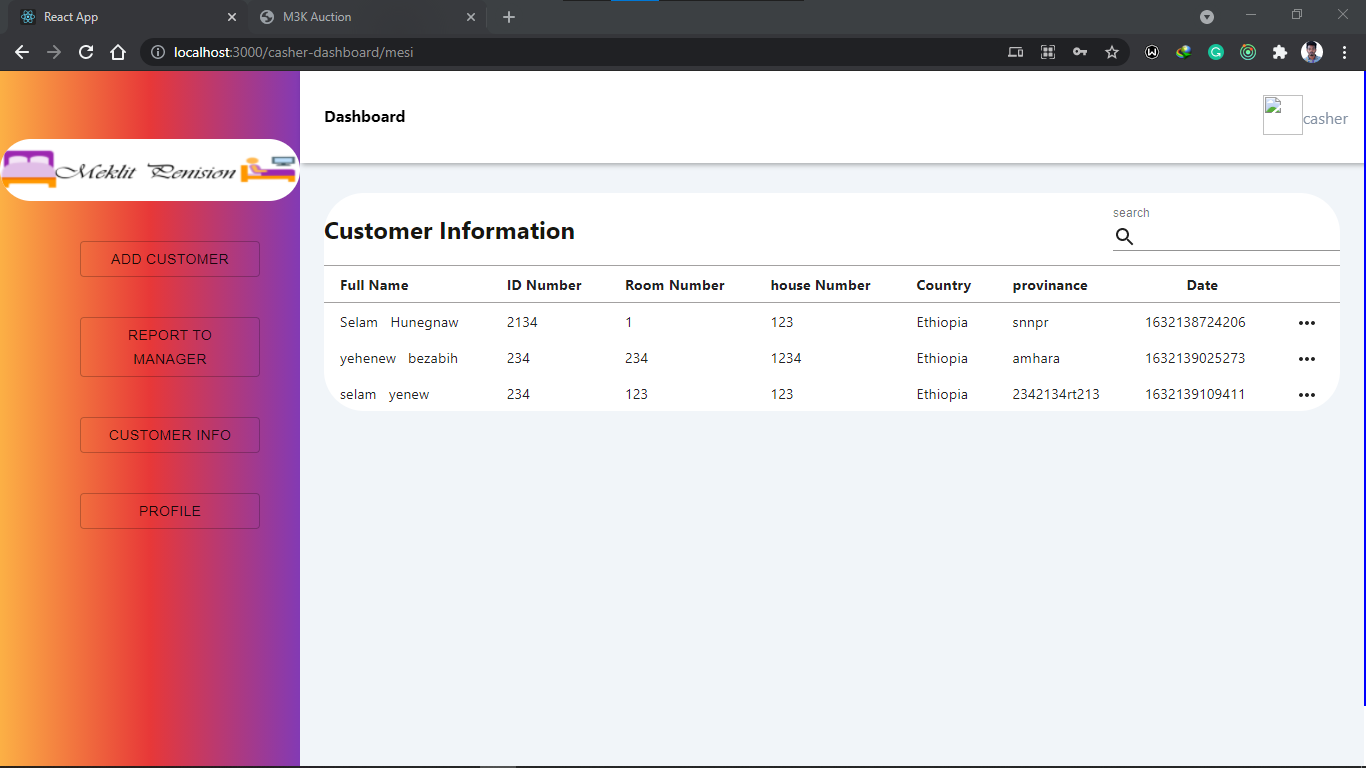 React App
M3K Auction
localhost:3000/casher-dashboard/mesi
Meklit Penision
ADD CUSTOMER
REPORT TO
MANAGER
CUSTOMER INFO
PROFILE
Dashboard
casher
Customer Information
search
Full Name ID Number Room Number house Number Country provinance Date
Selam Hunegnaw 2134 1 123 Ethiopia snnpr 1632138724206
yehenew bezabih 234 234 1234 Ethiopia amhara 1632139025273
selam yenew 234 123 123 Ethiopia 2342134rt213 1632139109411